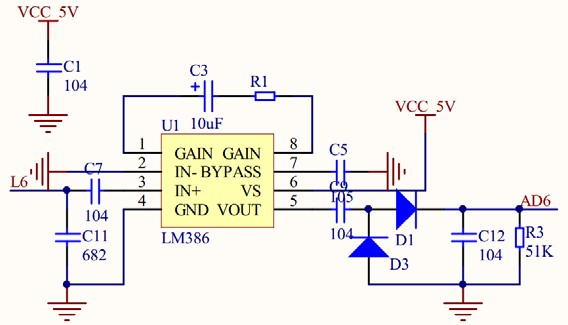 VCC_5V
C1
104
C3
R1
10uF
VCC_5V
U1
1
8
GAIN GAIN
2
7
IN- BYPASS
3
6
IN+ VS
4
5
GND VOUT
LM386
L6
C7
104
C11
682
C5
105
C9
104
D1
D3
AD6
C12
104
R3
51K